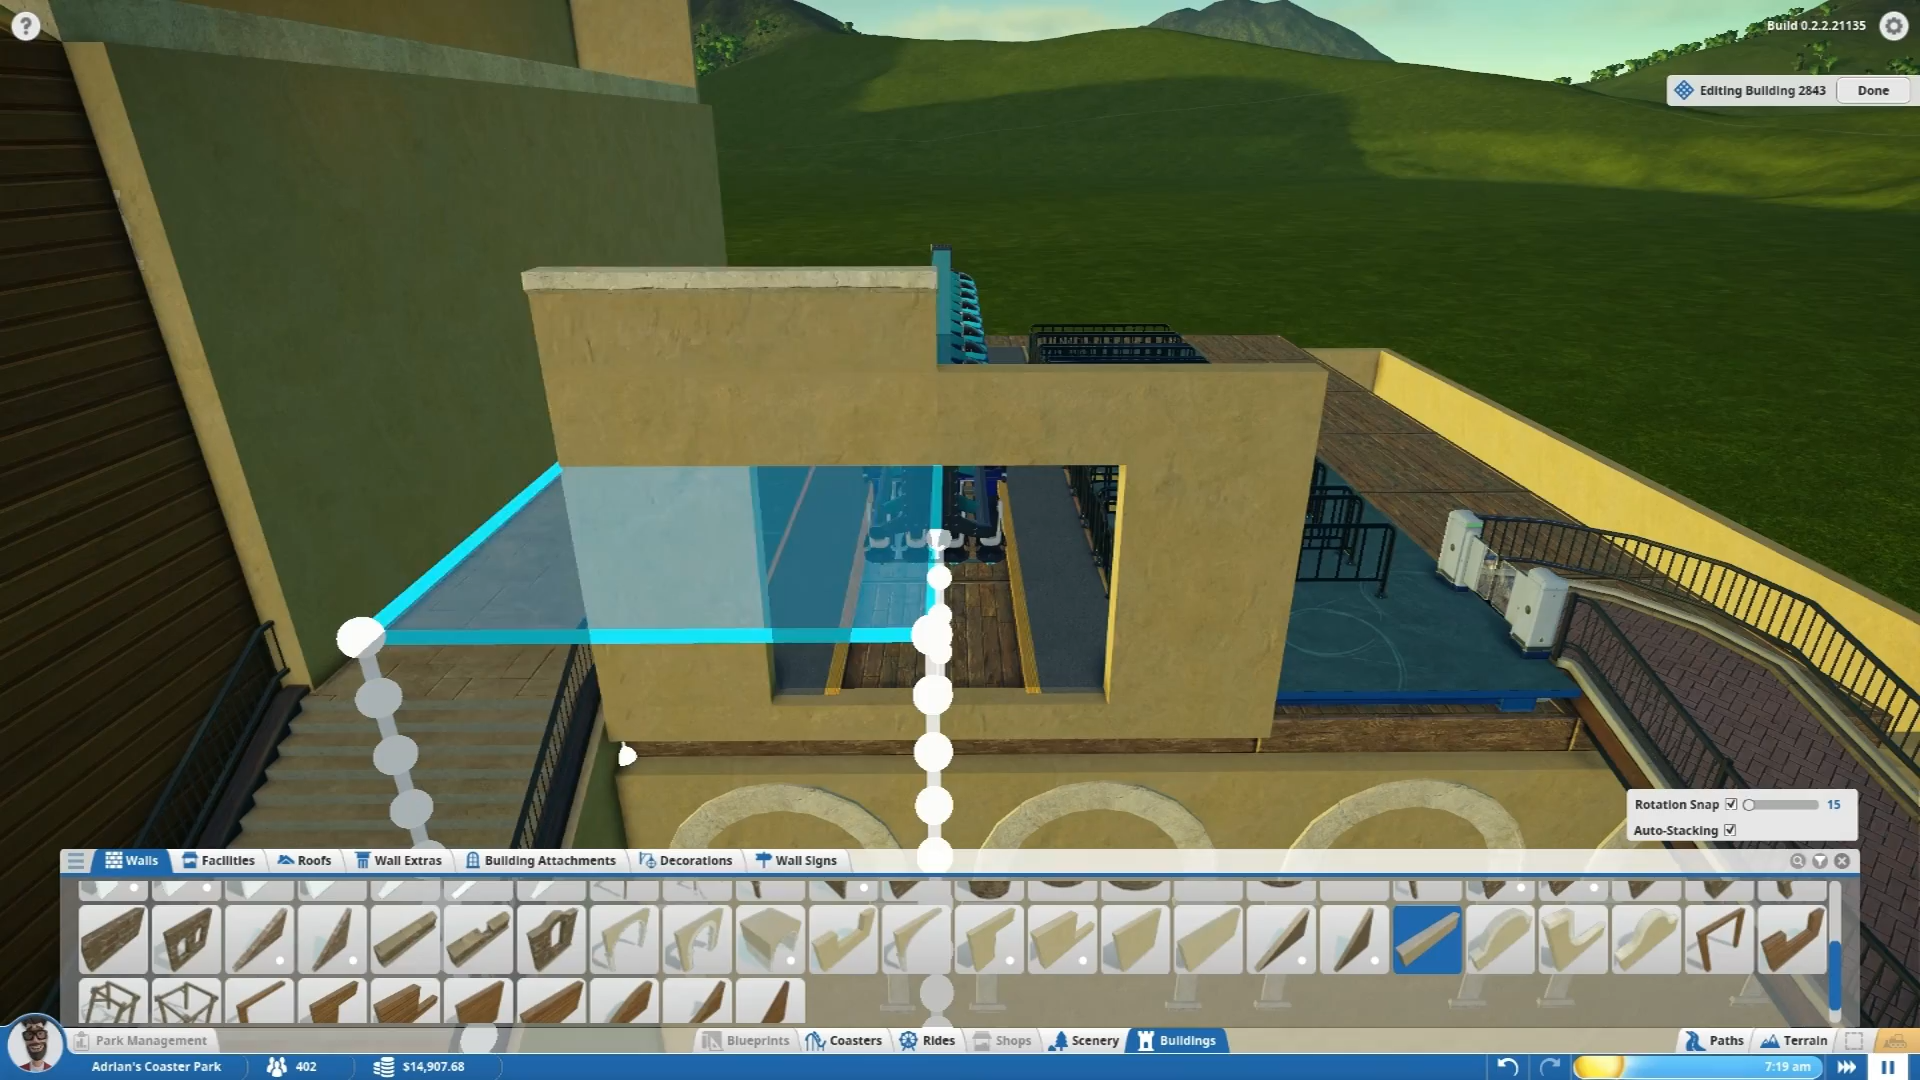 ?
Build 0.2.2.21135
Editing Building 2843
Done
Rotation Snap
15
Auto-Stacking
Walls
Facilities
Roofs
Wall Extras
Building Attachments
Decorations
Wall Signs
Park Management
Blueprints
Coasters
Rides
Shops
Scenery
Buildings
Paths
Terrain
Adrian's Coaster Park
402
$14,907.68
7:19 am